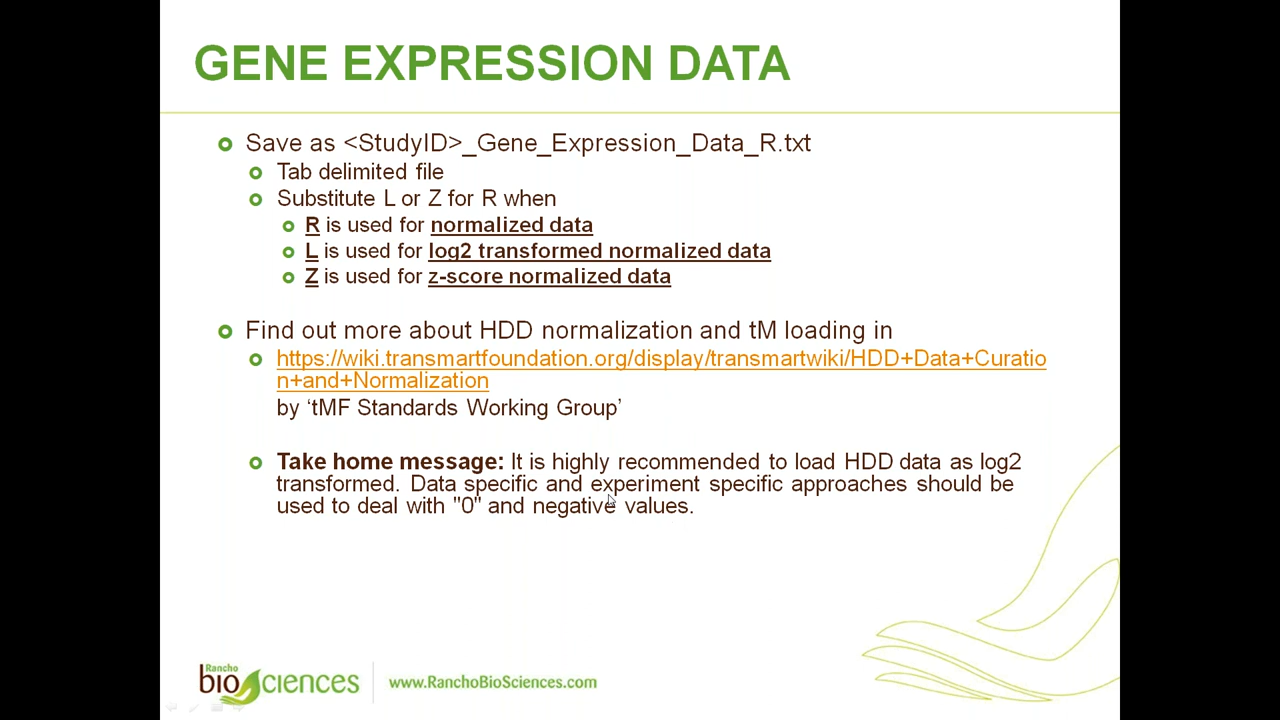 GENE EXPRESSION DATA
Save as <StudyID>_Gene_Expression_Data_R.txt
Tab delimited file
Substitute L or Z for R when
R is used for normalized data
L is used for log2 transformed normalized data
Z is used for z-score normalized data
Find out more about HDD normalization and tM loading in
https://wiki.transmartfoundation.org/display/transmartwiki/HDD+Data+Curatio
n+and+Normalization
by ‘tMF Standards Working Group’
Take home message: It is highly recommended to load HDD data as log2
transformed. Data specific and experiment specific approaches should be
used to deal with "0" and negative values.
Rancho
biosciences
www.RanchoBioSciences.com